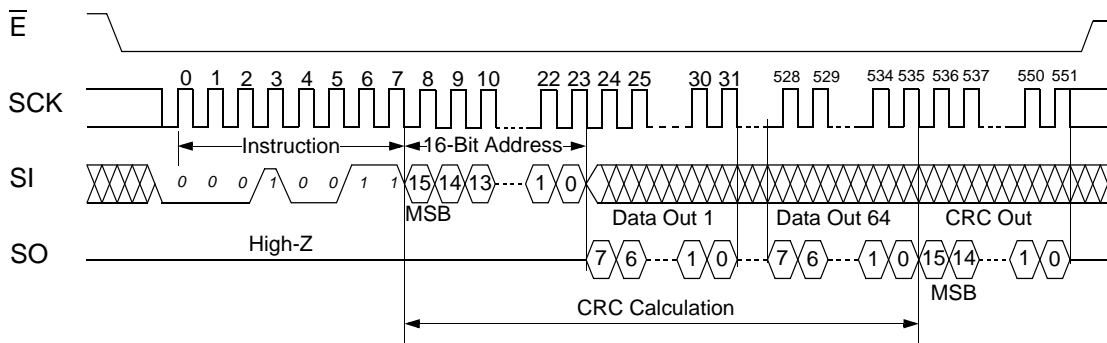 E
0 1 2 3 4 5 6 7 8 9 10 22 23 24 25 30 31 528 529 534 535 536 537 550 551
SCK
Instruction 16-Bit Address
SI 0 0 0 1 0 0 1 1 15 14 13 1 0
MSB Data Out 1 Data Out 64 CRC Out
High-Z
SO 7 6 1 0 7 6 1 0 15 14 1 0
MSB
CRC Calculation